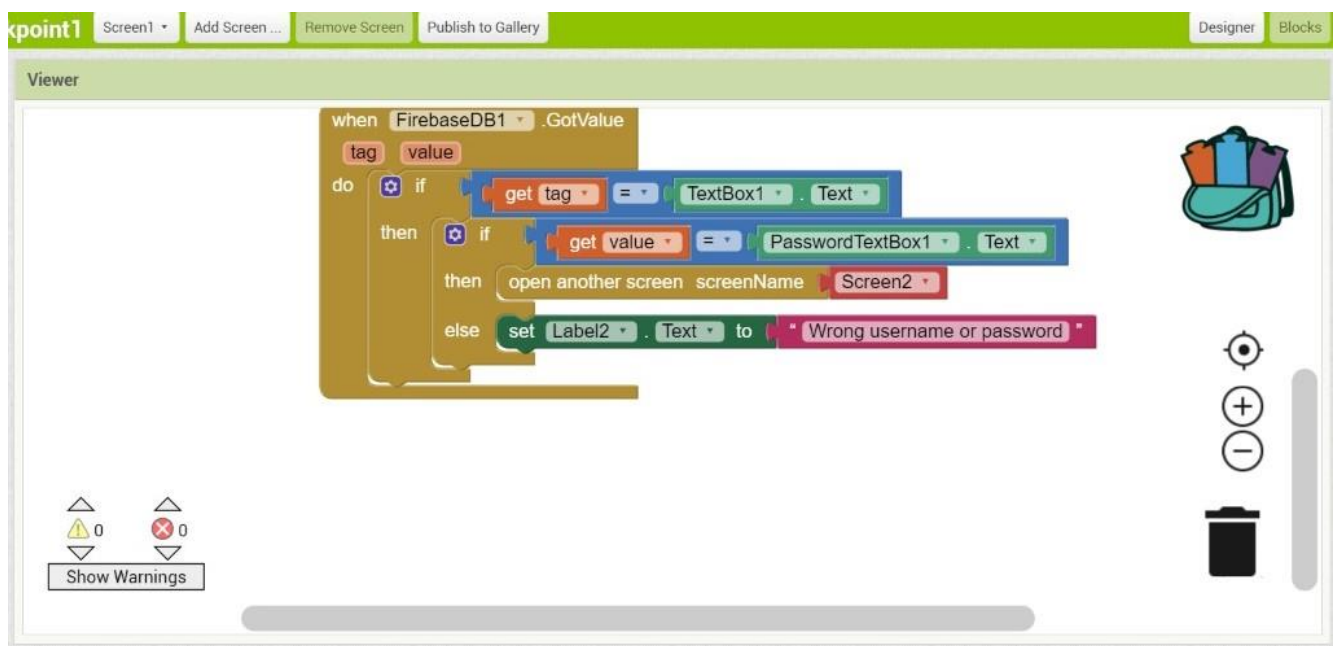 kpoint1 Screen1 Add Screen ... Remove Screen Publish to Gallery Designer Blocks
Viewer
when FirebaseDB1 .GotValue
tag value
do if get tag = TextBox1 . Text
then if get value = PasswordTextBox1 . Text
then open another screen screenName Screen2
else set Label2 . Text to " Wrong username or password "
0 0
Show Warnings